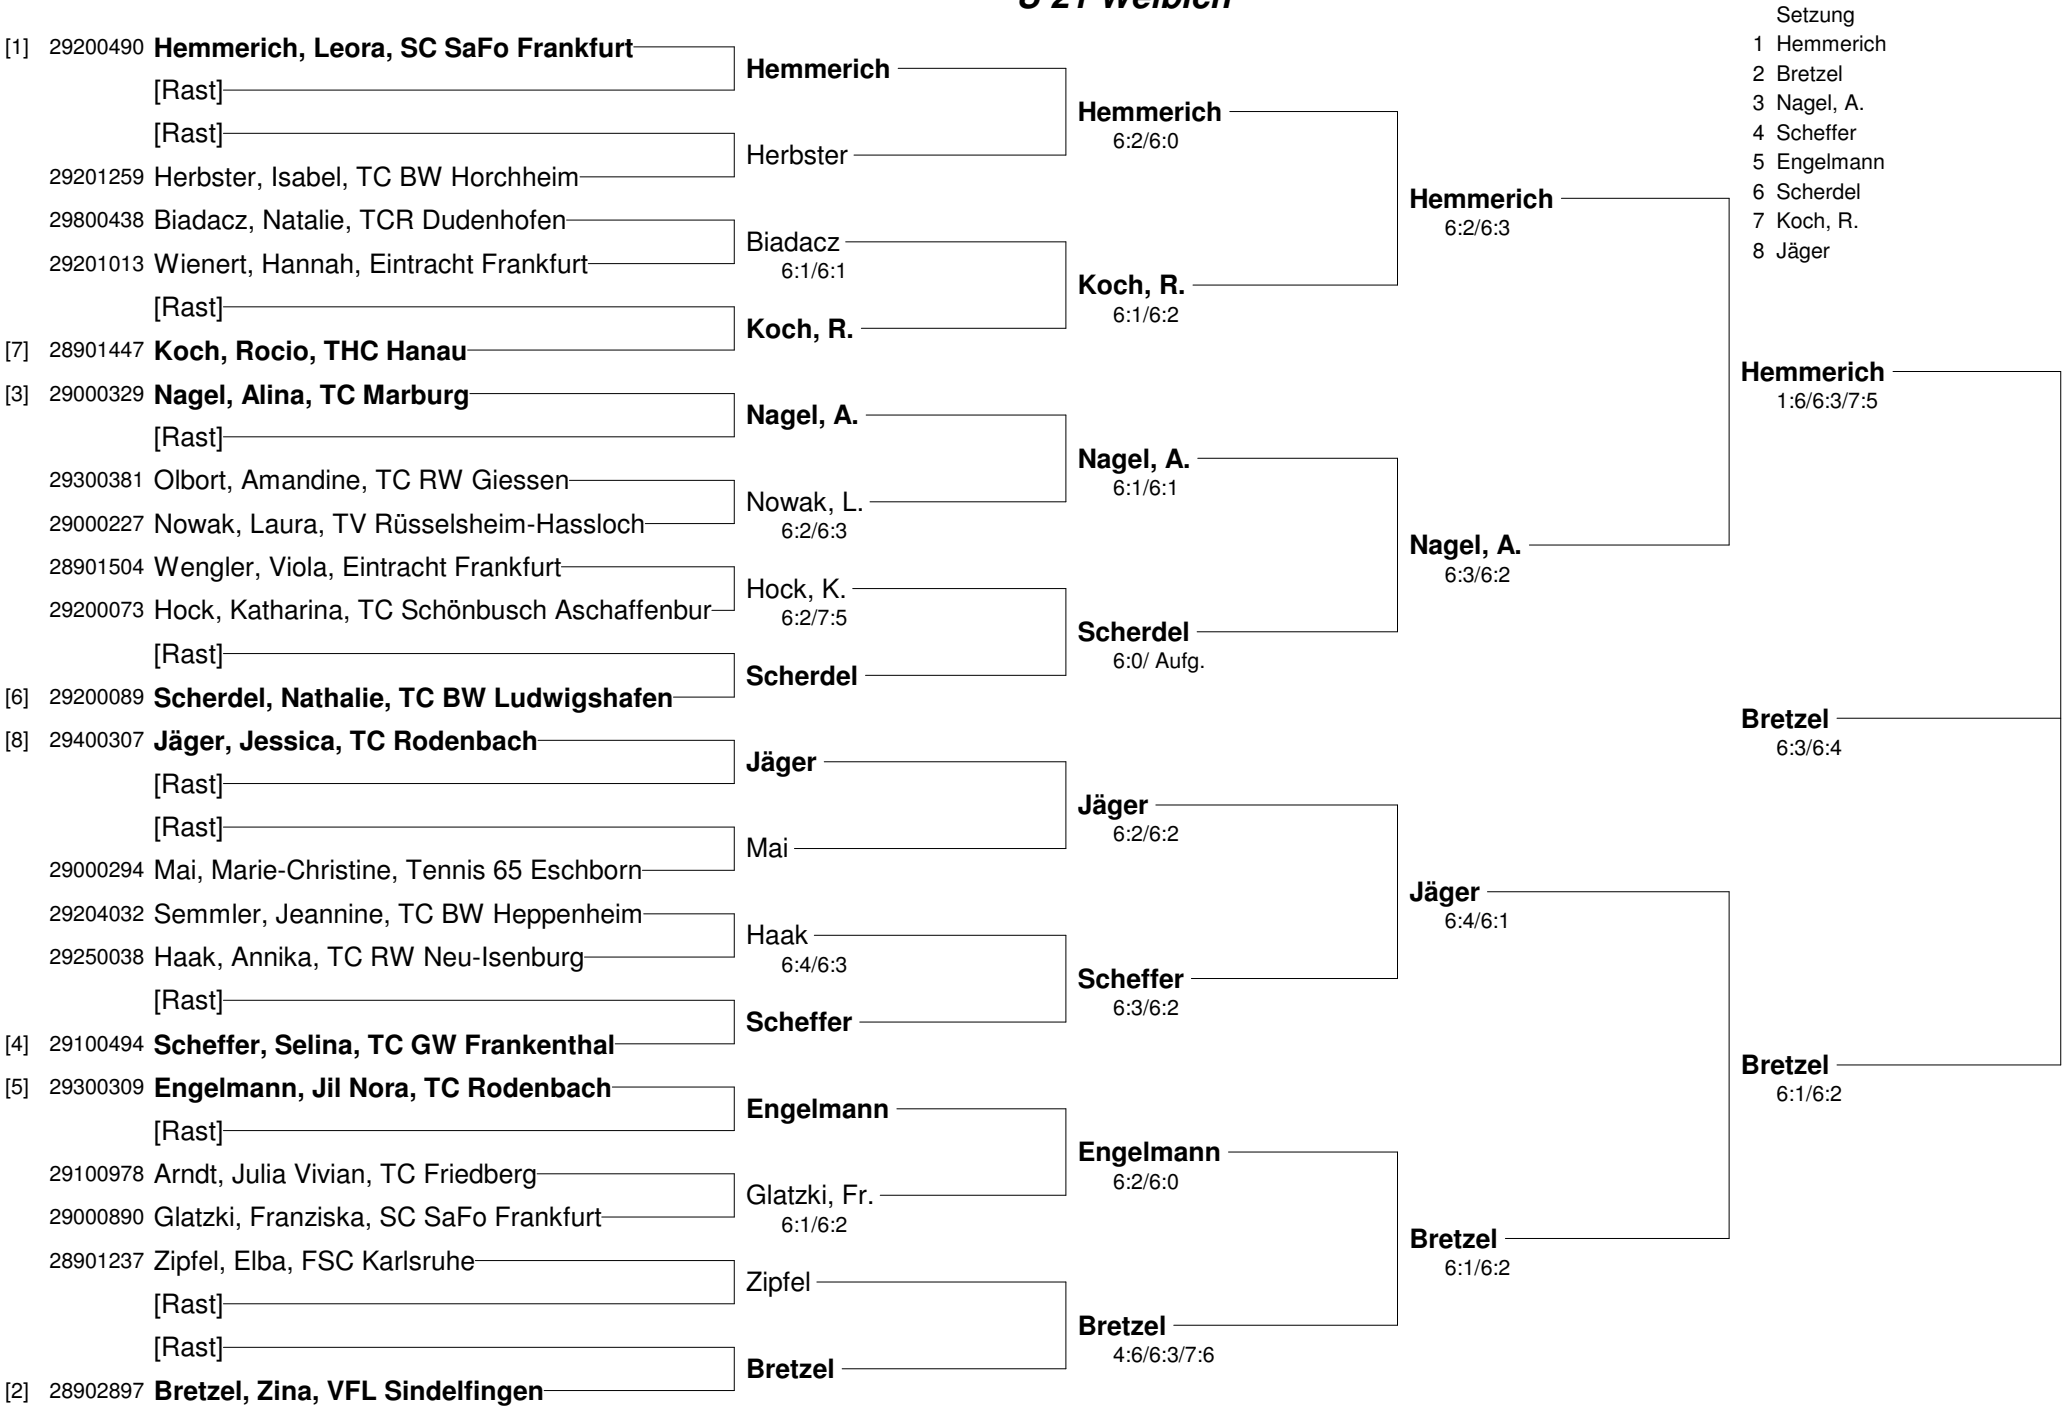 U 21 Weiblich
Setzung
1 Hemmerich
2 Bretzel
3 Nagel, A.
4 Scheffer
5 Engelmann
6 Scherdel
7 Koch, R.
8 Jäger
[1] 29200490 Hemmerich, Leora, SC SaFo Frankfurt
[Rast]
[Rast]
29201259 Herbster, Isabel, TC BW Horchheim
29800438 Biadacz, Natalie, TCR Dudenhofen
29201013 Wienert, Hannah, Eintracht Frankfurt
[Rast]
[7] 28901447 Koch, Rocio, THC Hanau
[3] 29000329 Nagel, Alina, TC Marburg
[Rast]
29300381 Olbort, Amandine, TC RW Giessen
29000227 Nowak, Laura, TV Rüsselsheim-Hassloch
28901504 Wengler, Viola, Eintracht Frankfurt
29200073 Hock, Katharina, TC Schönbusch Aschaffenbur
[Rast]
[6] 29200089 Scherdel, Nathalie, TC BW Ludwigshafen
[8] 29400307 Jäger, Jessica, TC Rodenbach
[Rast]
[Rast]
29000294 Mai, Marie-Christine, Tennis 65 Eschborn
29204032 Semmler, Jeannine, TC BW Heppenheim
29250038 Haak, Annika, TC RW Neu-Isenburg
[Rast]
[4] 29100494 Scheffer, Selina, TC GW Frankenthal
[5] 29300309 Engelmann, Jil Nora, TC Rodenbach
[Rast]
29100978 Arndt, Julia Vivian, TC Friedberg
29000890 Glatzki, Franziska, SC SaFo Frankfurt
28901237 Zipfel, Elba, FSC Karlsruhe
[Rast]
[Rast]
[2] 28902897 Bretzel, Zina, VFL Sindelfingen
Hemmerich
Herbster
Biadacz
6:1/6:1
Koch, R.
Nagel, A.
Nowak, L.
6:2/6:3
Hock, K.
6:2/7:5
Scherdel
Jäger
Mai
Haak
6:4/6:3
Scheffer
Engelmann
Glatzki, Fr.
6:1/6:2
Zipfel
Bretzel
Hemmerich
6:2/6:0
Koch, R.
6:1/6:2
Nagel, A.
6:1/6:1
Scherdel
6:0/ Aufg.
Jäger
6:2/6:2
Scheffer
6:3/6:2
Engelmann
6:2/6:0
Bretzel
4:6/6:3/7:6
Hemmerich
6:2/6:3
Nagel, A.
6:3/6:2
Jäger
6:4/6:1
Bretzel
6:1/6:2
Hemmerich
1:6/6:3/7:5
Bretzel
6:3/6:4
Bretzel
6:1/6:2